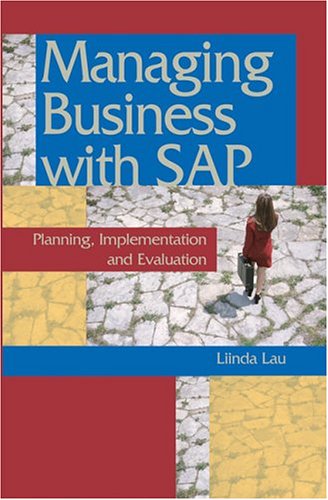 Managing
Business
with SAP
Planning, Implementation
and Evaluation
Liinda Lau